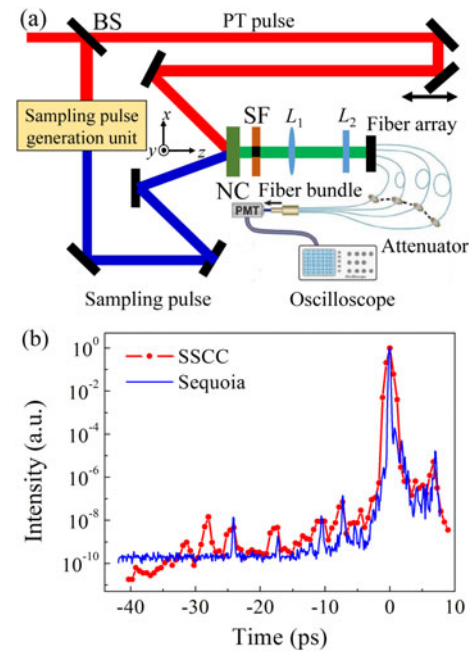 (a)
BS
PT pulse
Sampling pulse
generation unit
x
y
z
SF
L1
L2
Fiber array
NC
Fiber bundle
PMT
Attenuator
Sampling pulse
Oscilloscope
(b)
SSCC
Sequoia
Intensity (a.u.)
10^0
10^-2
10^-4
10^-6
10^-8
10^-10
-40
-30
-20
-10
0
10
Time (ps)